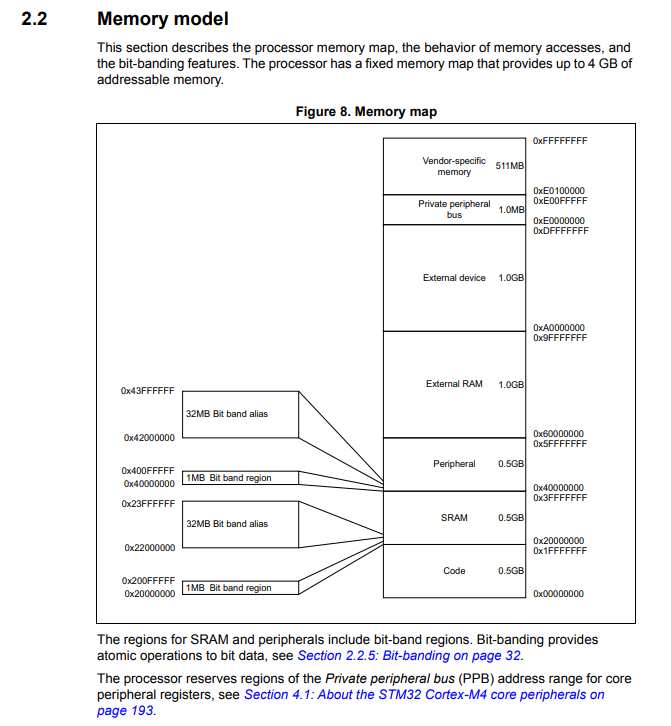 2.2 Memory model
This section describes the processor memory map, the behavior of memory accesses, and
the bit-banding features. The processor has a fixed memory map that provides up to 4 GB of
addressable memory.
Figure 8. Memory map
0xFFFFFFFF
Vendor-specific
memory
511MB
0xE0100000
0xE00FFFFF
Private peripheral
bus
1.0MB
0xE0000000
0xDFFFFFFF
External device 1.0GB
0xA0000000
0x9FFFFFFF
External RAM 1.0GB
0x60000000
0x5FFFFFFF
Peripheral 0.5GB
0x40000000
0x3FFFFFFF
SRAM 0.5GB
0x20000000
0x1FFFFFFF
Code 0.5GB
0x00000000
0x43FFFFFF
32MB Bit band alias
0x42000000
0x400FFFFF
1MB Bit band region
0x40000000
0x23FFFFFF
32MB Bit band alias
0x22000000
0x200FFFFF
1MB Bit band region
0x20000000
The regions for SRAM and peripherals include bit-band regions. Bit-banding provides
atomic operations to bit data, see Section 2.2.5: Bit-banding on page 32.
The processor reserves regions of the Private peripheral bus (PPB) address range for core
peripheral registers, see Section 4.1: About the STM32 Cortex-M4 core peripherals on
page 193.